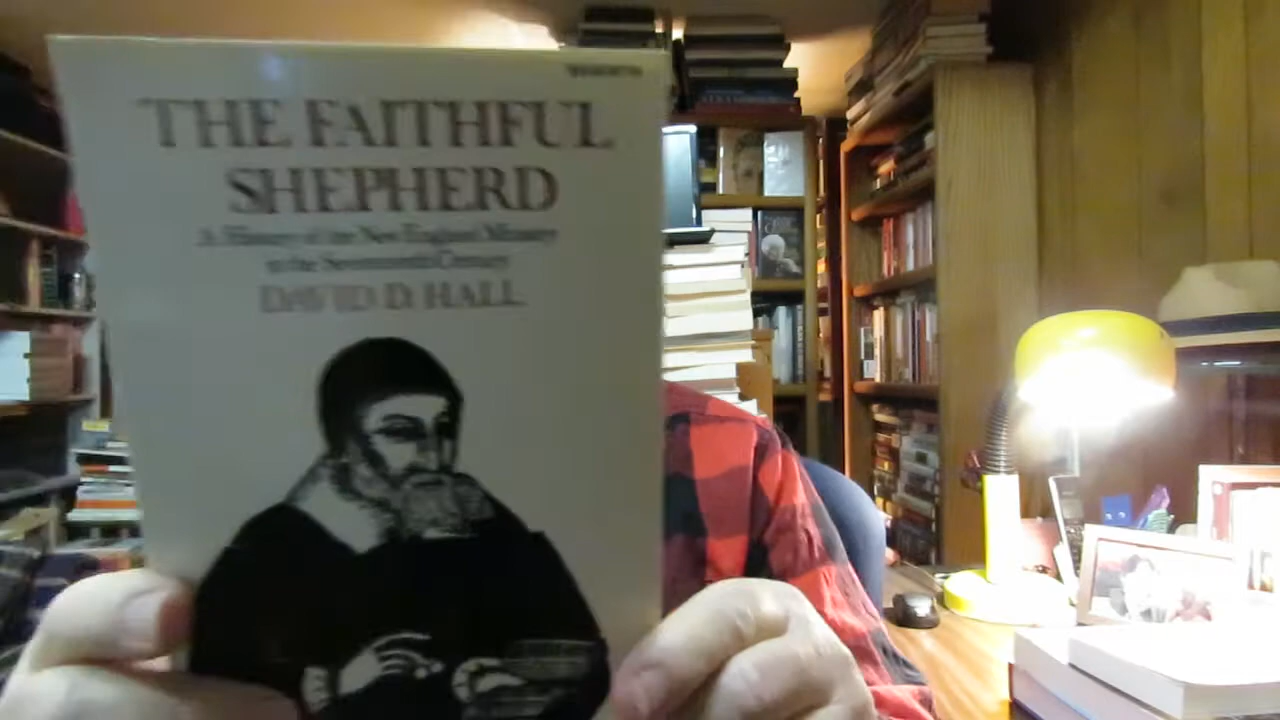 THE FAITHFUL
SHEPHERD
A History of the New England Ministry
in the Seventeenth Century
DAVID D. HALL